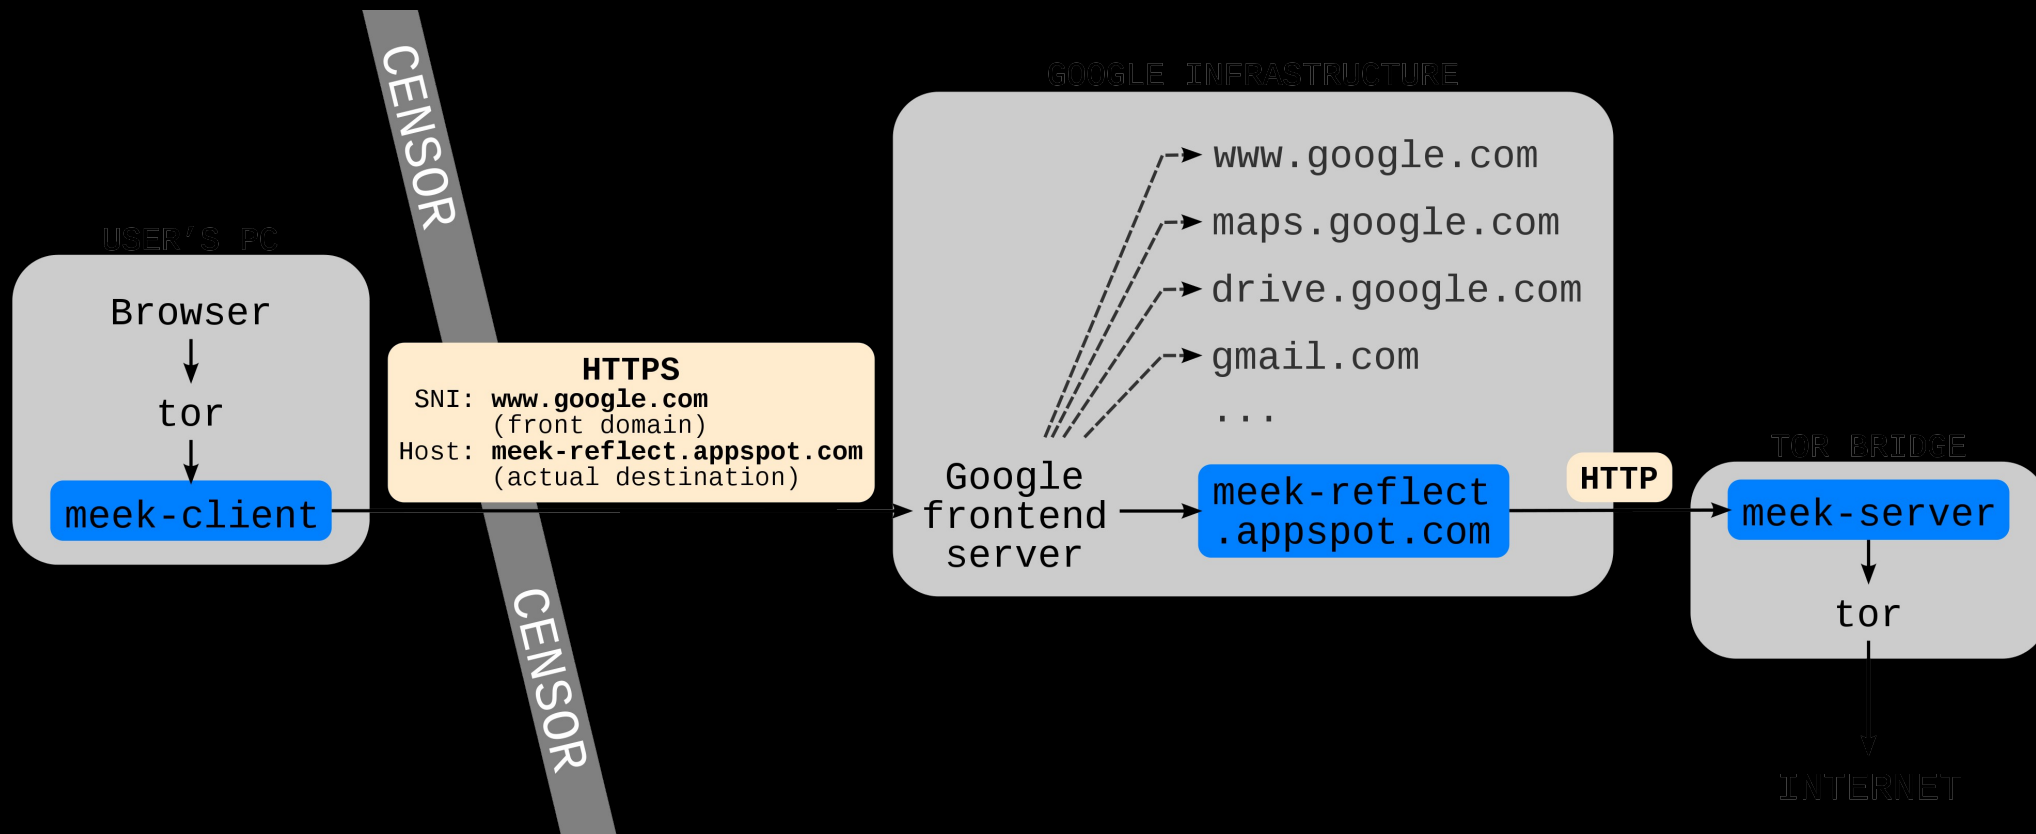 CENSOR
GOOGLE INFRASTRUCTURE
www.google.com
maps.google.com
USER’S PC
drive.google.com
Browser
gmail.com
HTTPS
SNI: www.google.com
(front domain)
Host: meek-reflect.appspot.com
(actual destination)
tor
...
TOR BRIDGE
Google
frontend
server
meek-reflect
.appspot.com
HTTP
meek-client
meek-server
tor
CENSOR
INTERNET